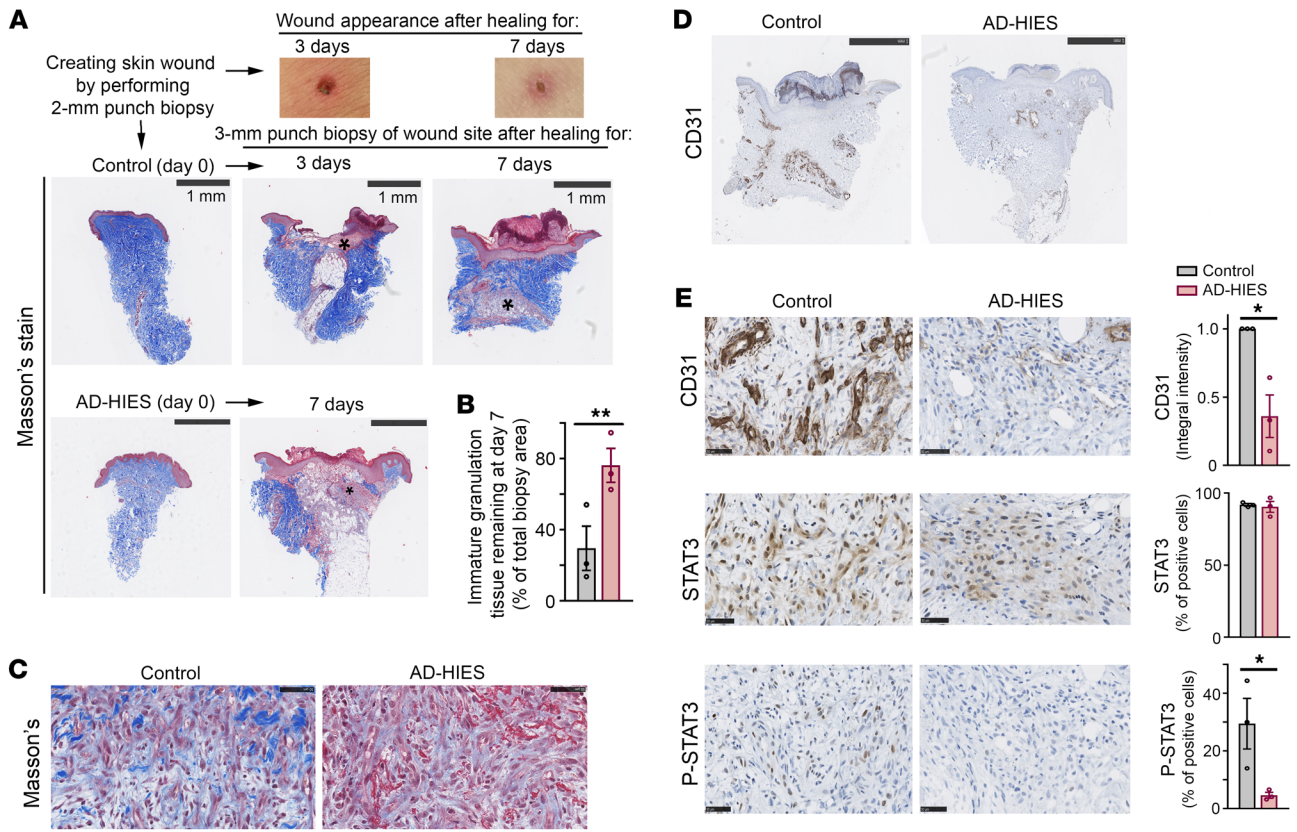 A
Wound appearance after healing for:
3 days
7 days
Creating skin wound
by performing
2-mm punch biopsy
3-mm punch biopsy of wound site after healing for:
Control (day 0)
3 days
7 days
Masson's stain
1 mm
1 mm
1 mm
*
*
AD-HIES (day 0)
7 days
*
B
**
Immature granulation
tissue remaining at day 7
(% of total biopsy area)
80
40
0
C
Control
AD-HIES
Masson's
D
Control
AD-HIES
CD31
E
Control
AD-HIES
Control
AD-HIES
CD31
*
CD31
(Integral intensity)
1.0
0.5
0
STAT3
STAT3
(% of positive cells)
100
50
0
P-STAT3
*
P-STAT3
(% of positive cells)
40
20
0